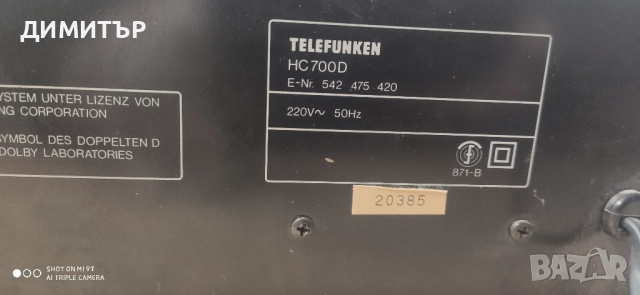 ДИМИТЪР
TELEFUNKEN
HC700D
E-Nr. 542 475 420
220V~ 50Hz
871-B
YSTEM UNTER LIZENZ VON
NG CORPORATION
SYMBOL DES DOPPELTEN D
DOLBY LABORATORIES
20385
SHOT ON MI 9T
AI TRIPLE CAMERA
BAZAR